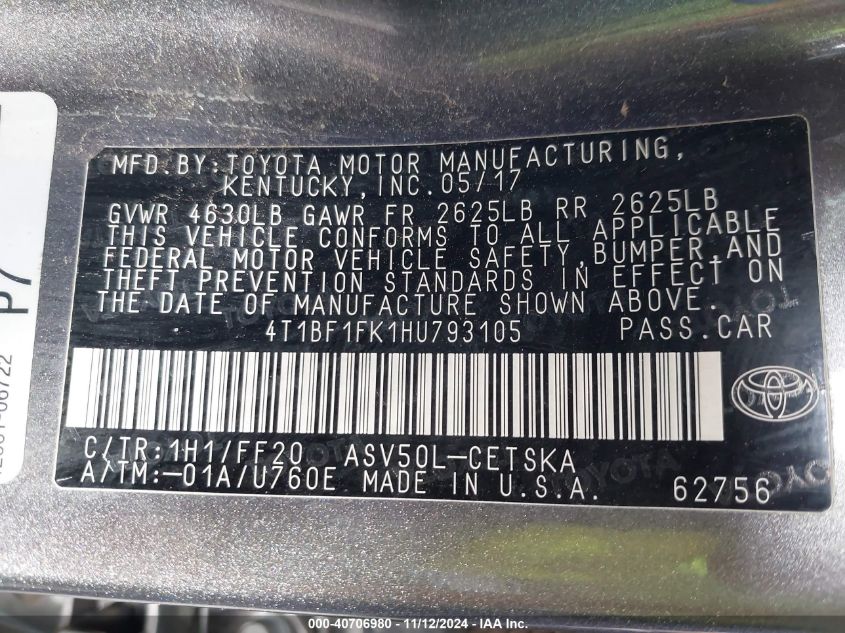 MFD. BY: TOYOTA MOTOR MANUFACTURING,
KENTUCKY, INC. 05/17
GVWR 4630LB GAWR FR 2625LB RR 2625LB
THIS VEHICLE CONFORMS TO ALL APPLICABLE
FEDERAL MOTOR VEHICLE SAFETY, BUMPER, AND
THEFT PREVENTION STANDARDS IN EFFECT ON
THE DATE OF MANUFACTURE SHOWN ABOVE.
4T1BF1FK1HU793105 PASS. CAR
C/TR: 1H1/FF20 ASV50L-CETSKA
A/TM: -01A/U760E MADE IN U.S.A. 62756
P7
000-40706980 - 11/12/2024 - IAA Inc.